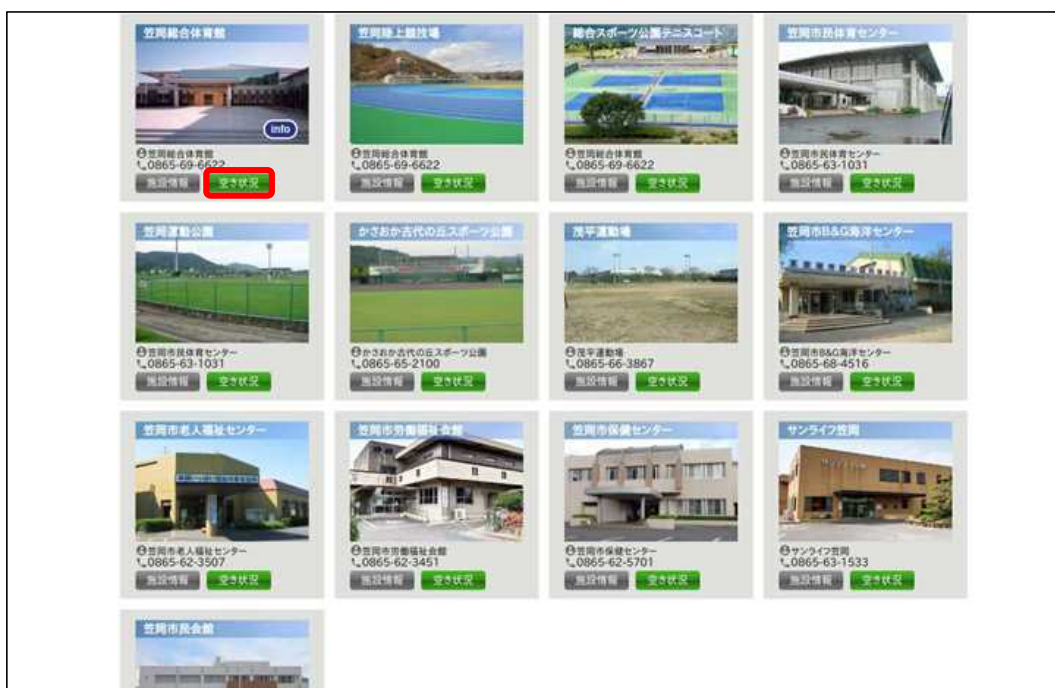 笠岡総合体育館
info
笠岡総合体育館
0865-69-6622
施設情報 空き状況
笠岡陸上競技場
笠岡総合体育館
0865-69-6622
施設情報 空き状況
総合スポーツ公園テニスコート
笠岡総合体育館
0865-69-6622
施設情報 空き状況
笠岡市民体育センター
笠岡市民体育センター
0865-63-1031
施設情報 空き状況
笠岡運動公園
笠岡市民体育センター
0865-63-1031
施設情報 空き状況
かさおか古代の丘スポーツ公園
かさおか古代の丘スポーツ公園
0865-65-2100
施設情報 空き状況
茂平運動場
茂平運動場
0865-66-3867
施設情報 空き状況
笠岡市B&G海洋センター
笠岡市B&G海洋センター
0865-68-4516
施設情報 空き状況
笠岡市老人福祉センター
笠岡市老人福祉センター
0865-62-3507
施設情報 空き状況
笠岡市労働福祉会館
笠岡市労働福祉会館
0865-62-3451
施設情報 空き状況
笠岡市保健センター
笠岡市保健センター
0865-62-5701
施設情報 空き状況
サンライフ笠岡
サンライフ笠岡
0865-63-1533
施設情報 空き状況
笠岡市民会館